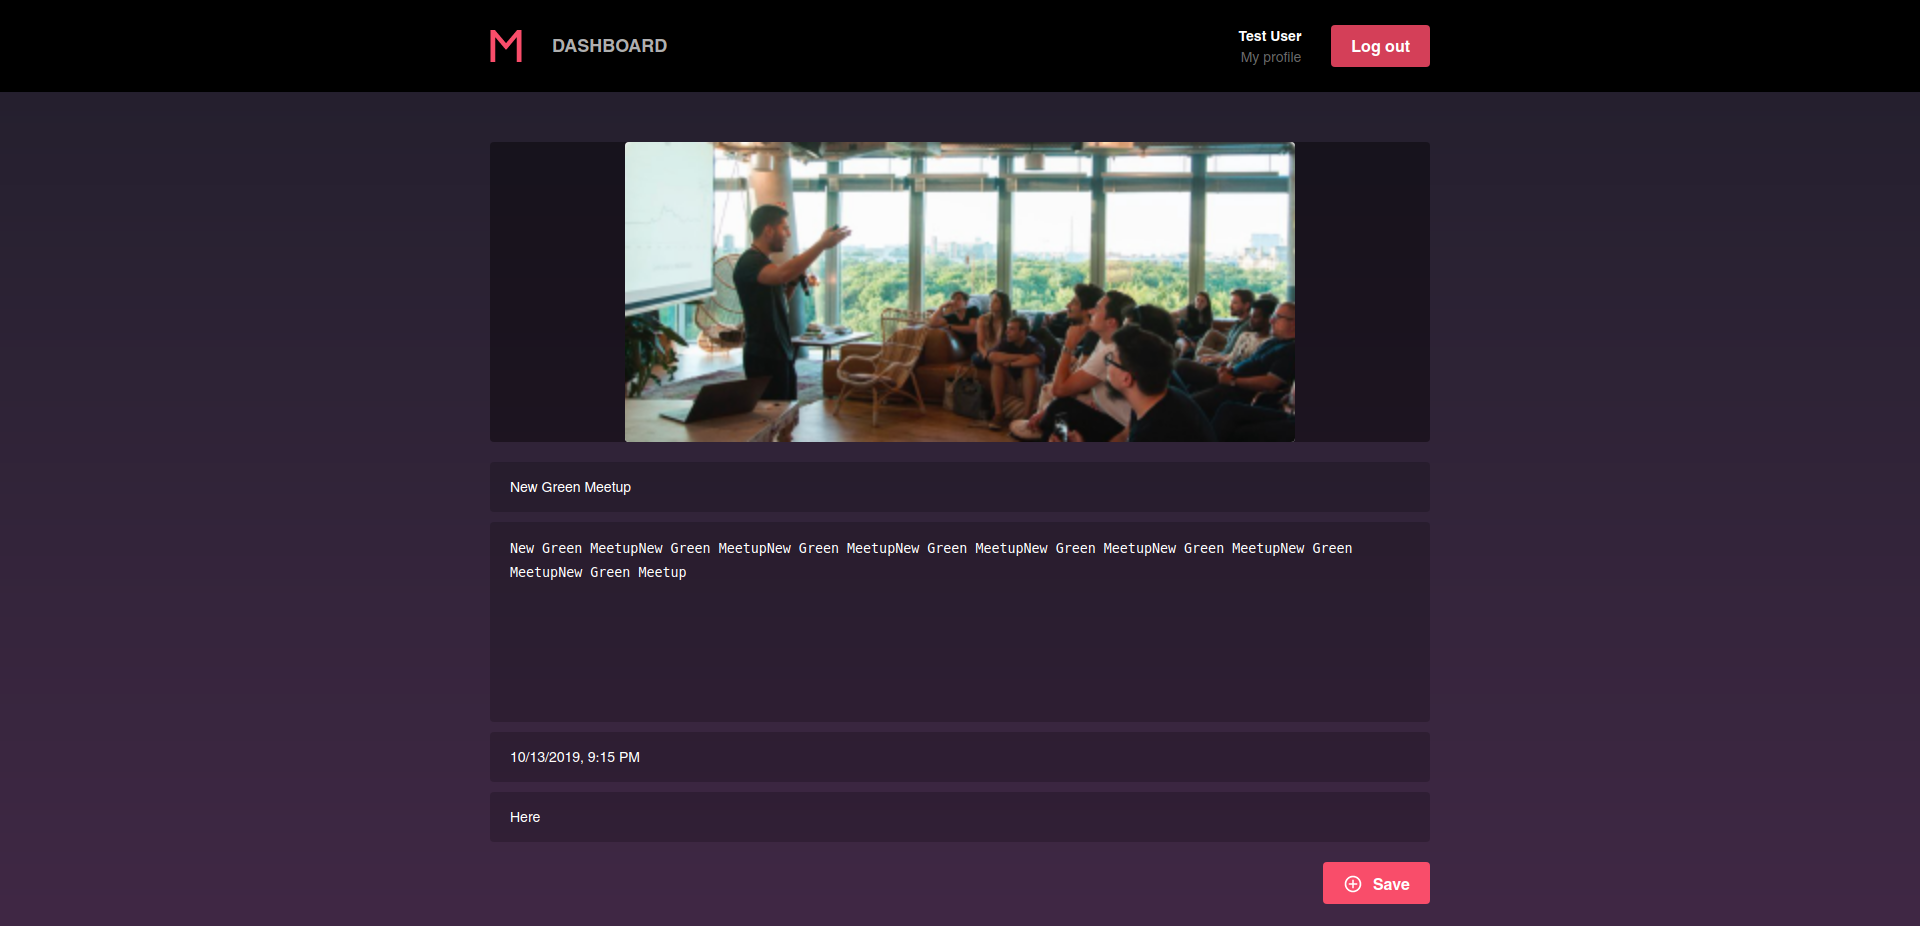 M DASHBOARD
Test User
My profile
Log out
New Green Meetup
New Green MeetupNew Green MeetupNew Green MeetupNew Green MeetupNew Green MeetupNew Green MeetupNew Green
MeetupNew Green Meetup
10/13/2019, 9:15 PM
Here
Save